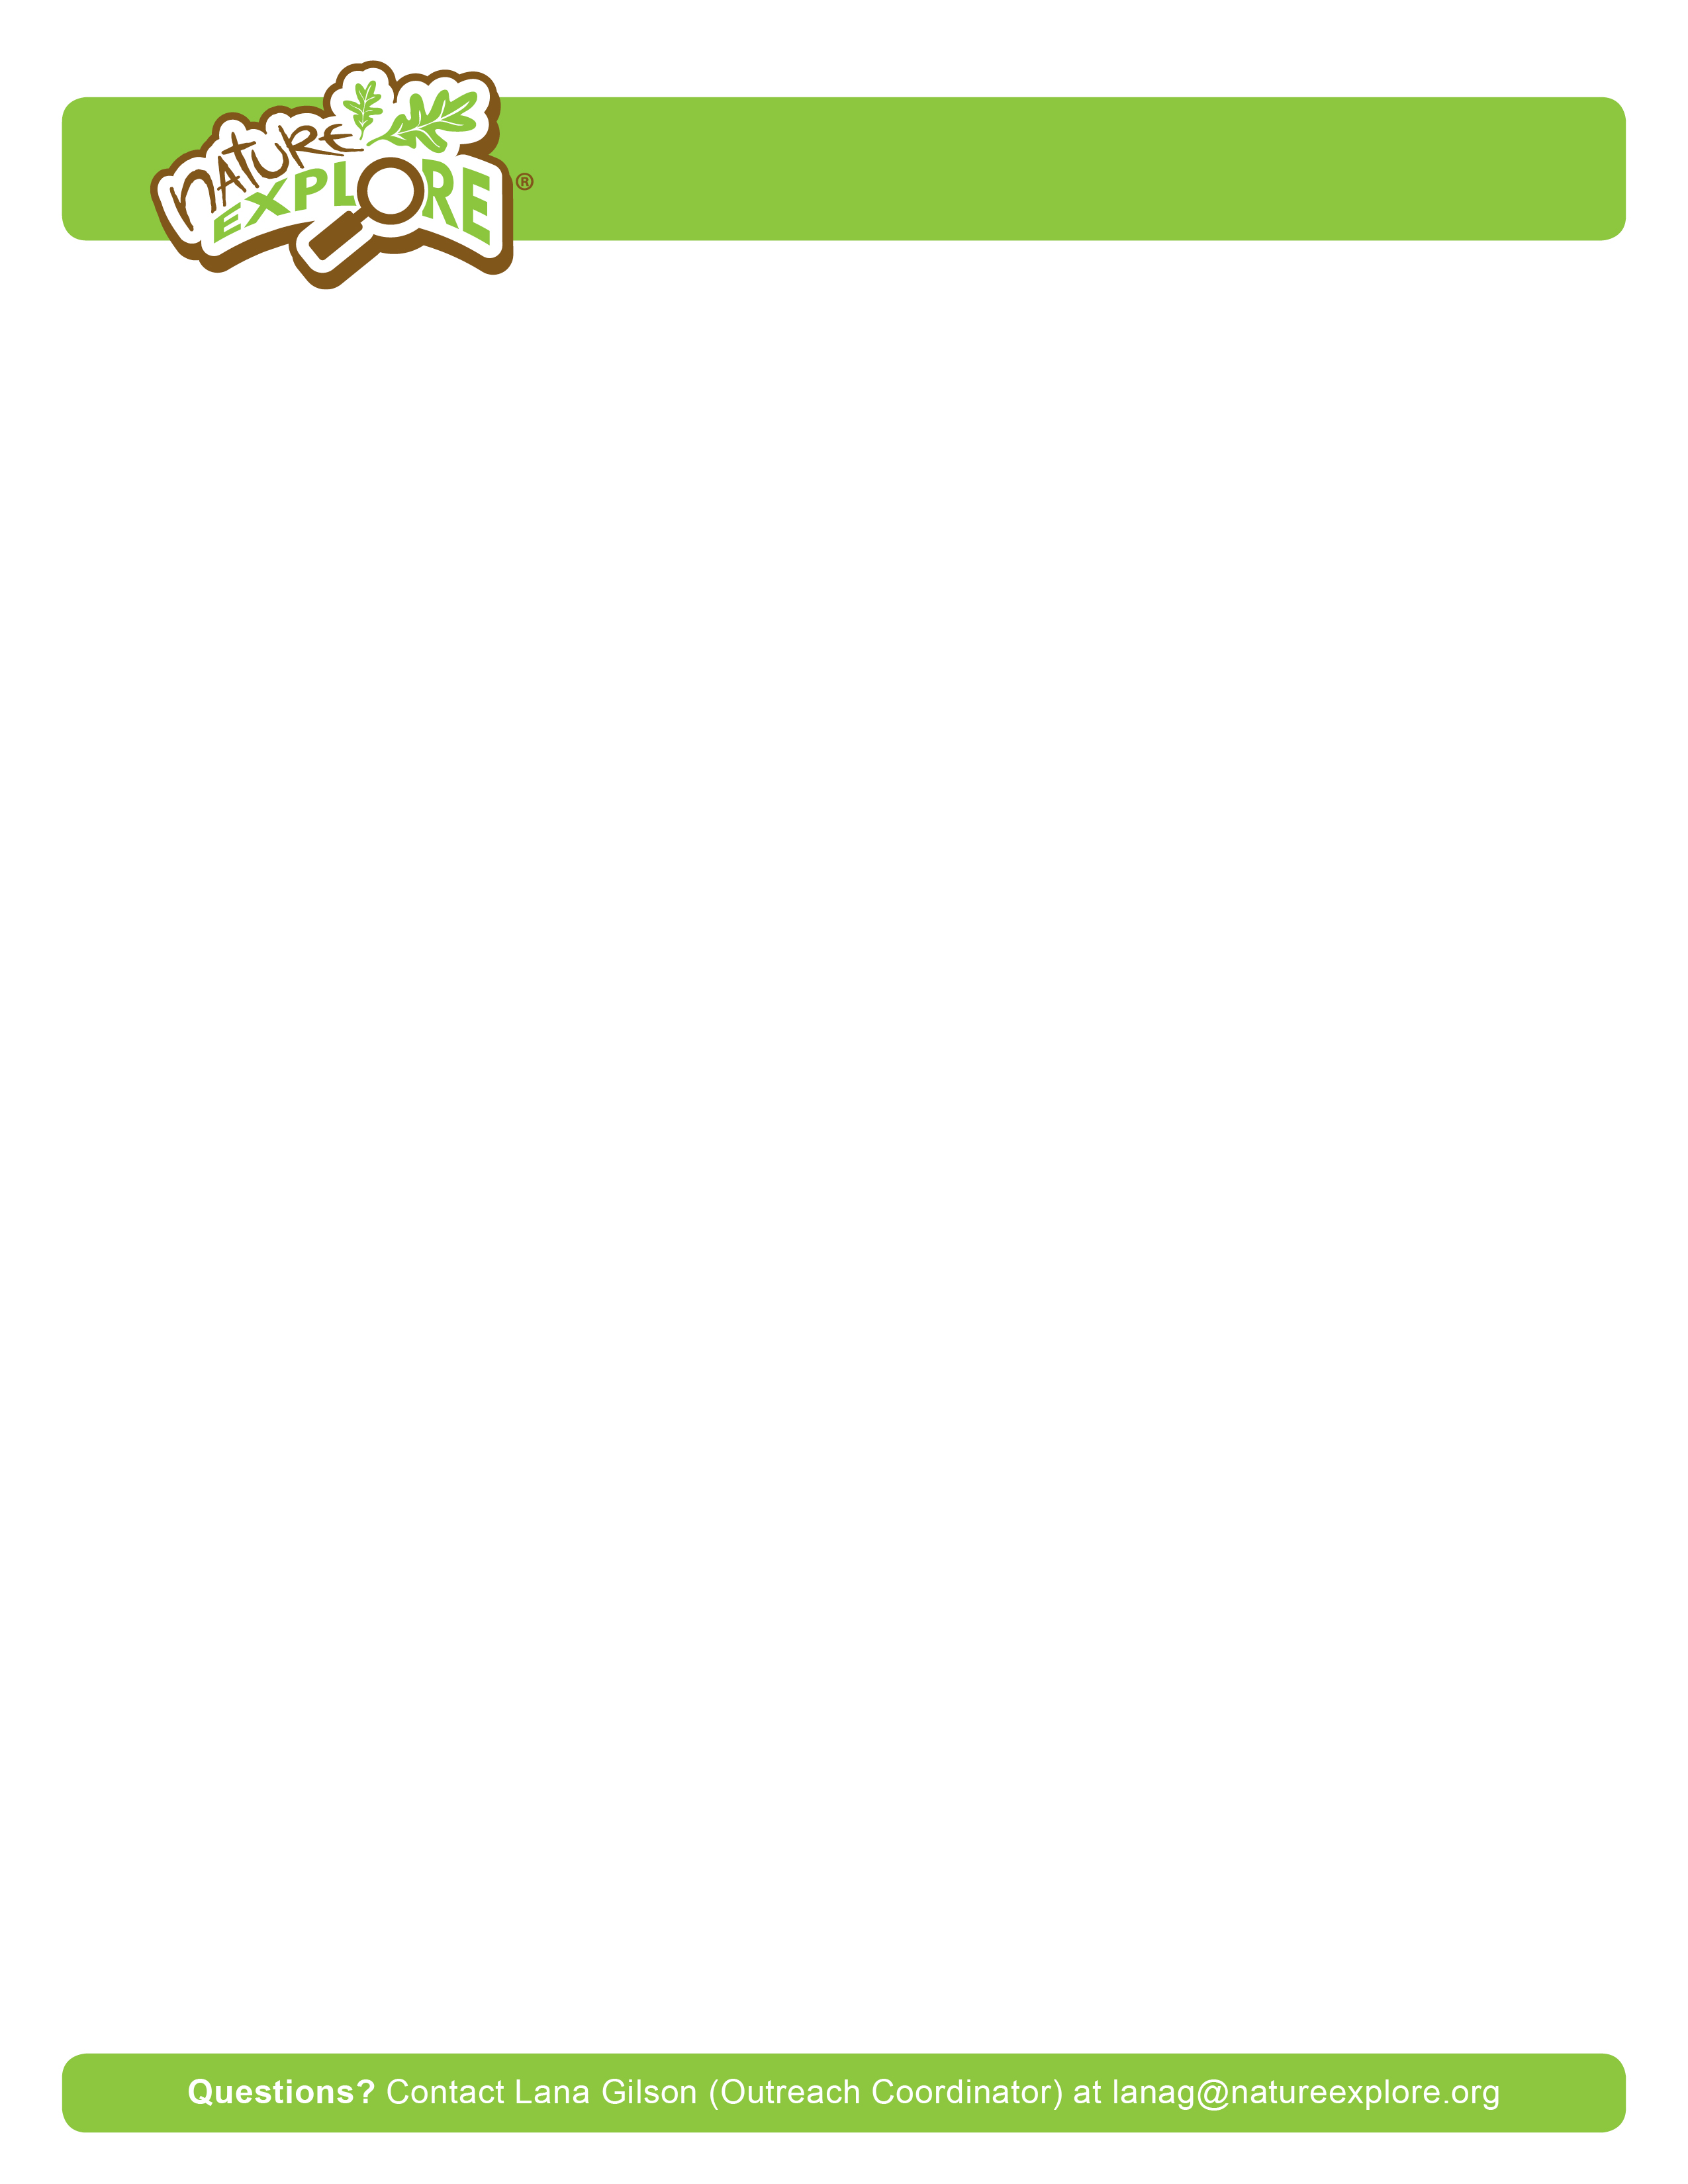 NATURE
EXPLORE®
Questions? Contact Lana Gilson (Outreach Coordinator) at lanag@natureexplore.org